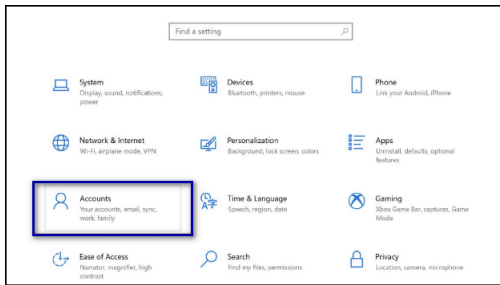 Find a setting
System
Display, sound, notifications,
power
Devices
Bluetooth, printers, mouse
Phone
Link your Android, iPhone
Network & Internet
Wi-Fi, airplane mode, VPN
Personalization
Background, lock screen, colors
Apps
Uninstall, defaults, optional
features
Accounts
Your accounts, email, sync,
work, family
Time & Language
Speech, region, date
Gaming
Xbox Game Bar, captures, Game
Mode
Ease of Access
Narrator, magnifier, high
contrast
Search
Find my files, permissions
Privacy
Location, camera, microphone